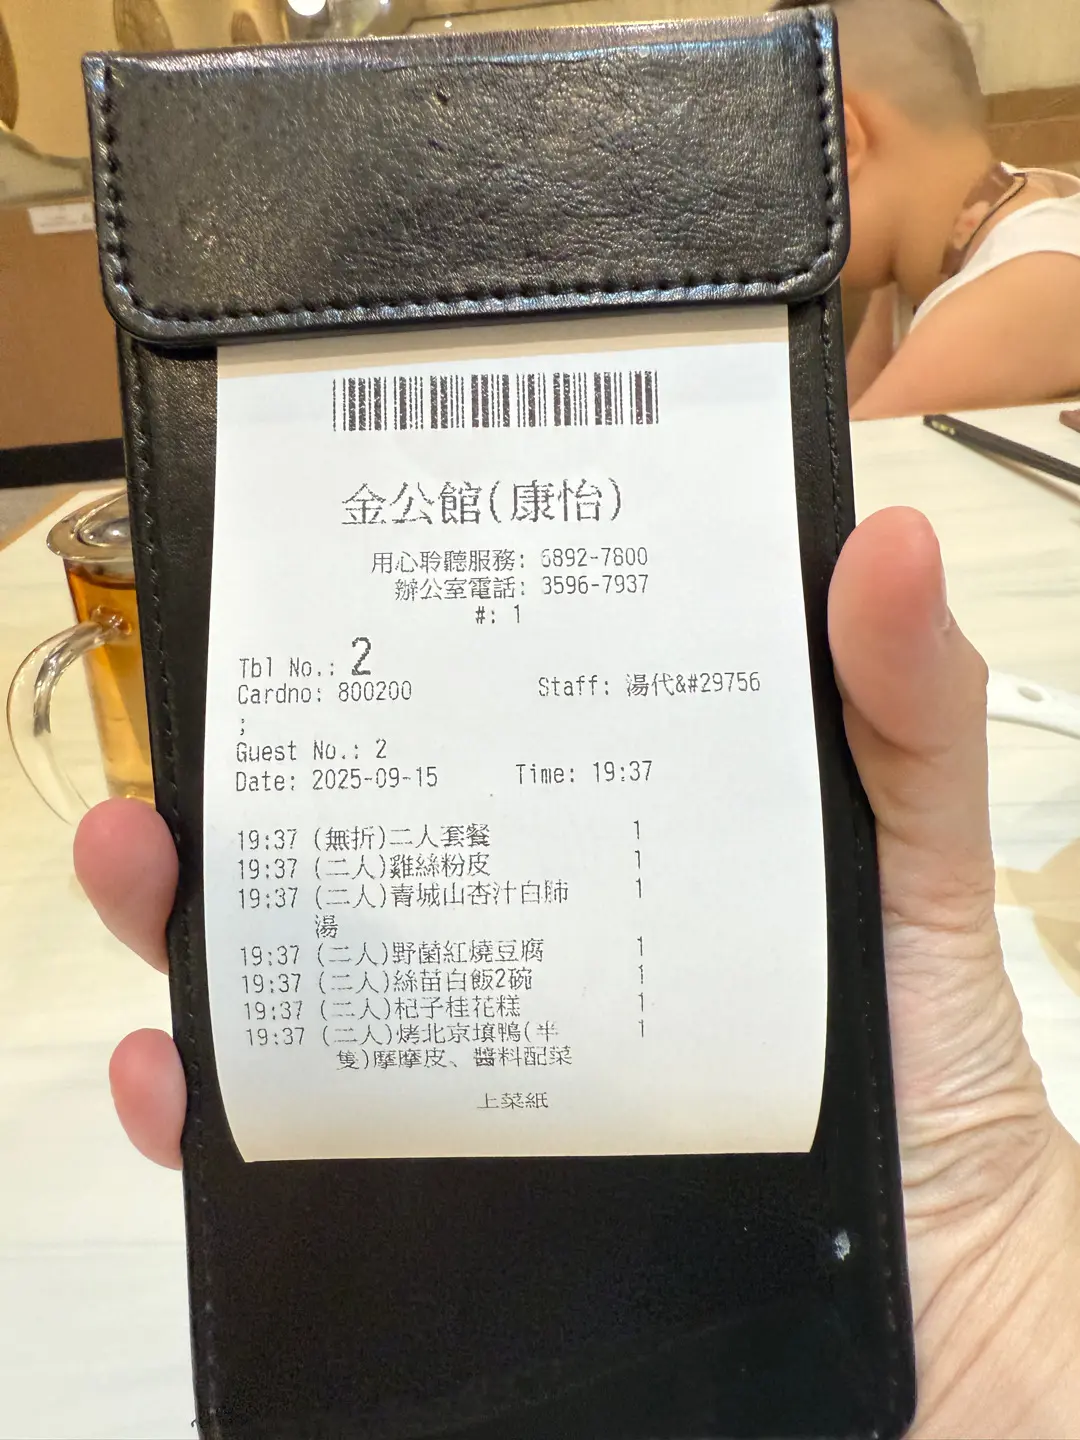 金公館(康怡)
用心聆聽服務: 6892-7800
辦公室電話: 3596-7937
#: 1
Tbl No.: 2
Cardno: 800200 Staff: 湯代&#29756
;
Guest No.: 2
Date: 2025-09-15 Time: 19:37
19:37 (無折)二人套餐 1
19:37 (二人)雞絲粉皮 1
19:37 (二人)青城山杏汁白肺 1
湯
19:37 (二人)野菌紅燒豆腐 1
19:37 (二人)絲苗白飯2碗 1
19:37 (二人)杞子桂花糕 1
19:37 (二人)烤北京填鴨(半 1
隻)摩摩皮、醬料配菜
上菜紙